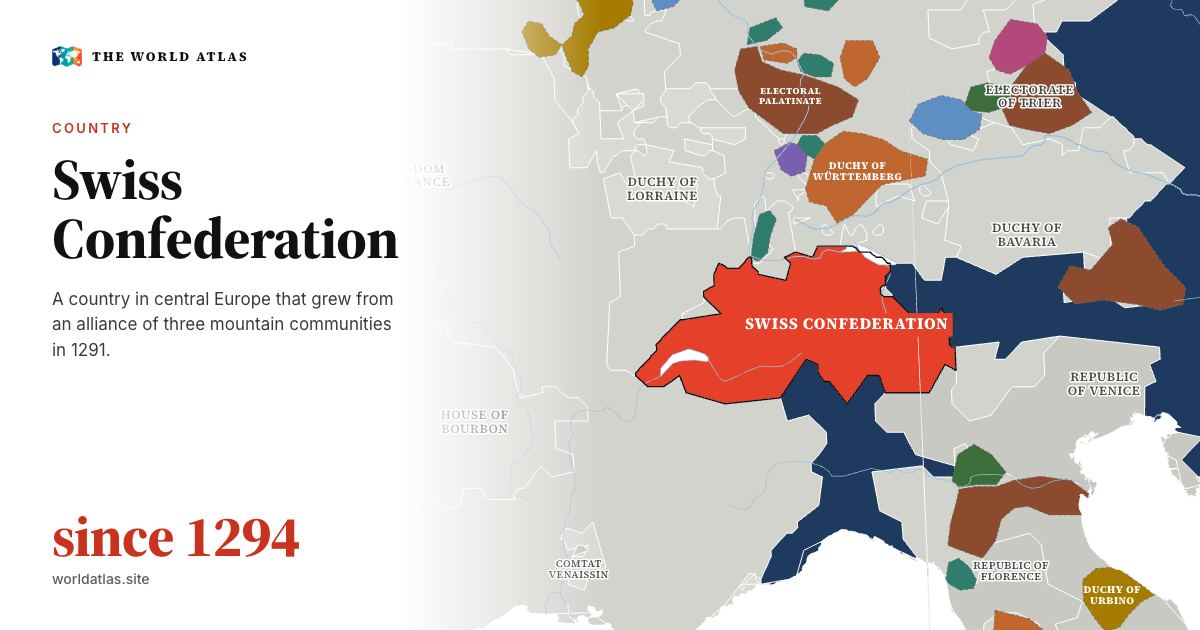 THE WORLD ATLAS
COUNTRY
Swiss
Confederation
A country in central Europe that grew from
an alliance of three mountain communities
in 1291.
since 1294
worldatlas.site
ELECTORAL
PALATINATE
ELECTORATE
OF TRIER
DUCHY OF
WÜRTTEMBERG
DUCHY OF
LORRAINE
DUCHY OF
BAVARIA
SWISS CONFEDERATION
REPUBLIC
OF VENICE
HOUSE OF
BOURBON
COMTAT
VENAISSIN
REPUBLIC OF
FLORENCE
DUCHY OF
URBINO